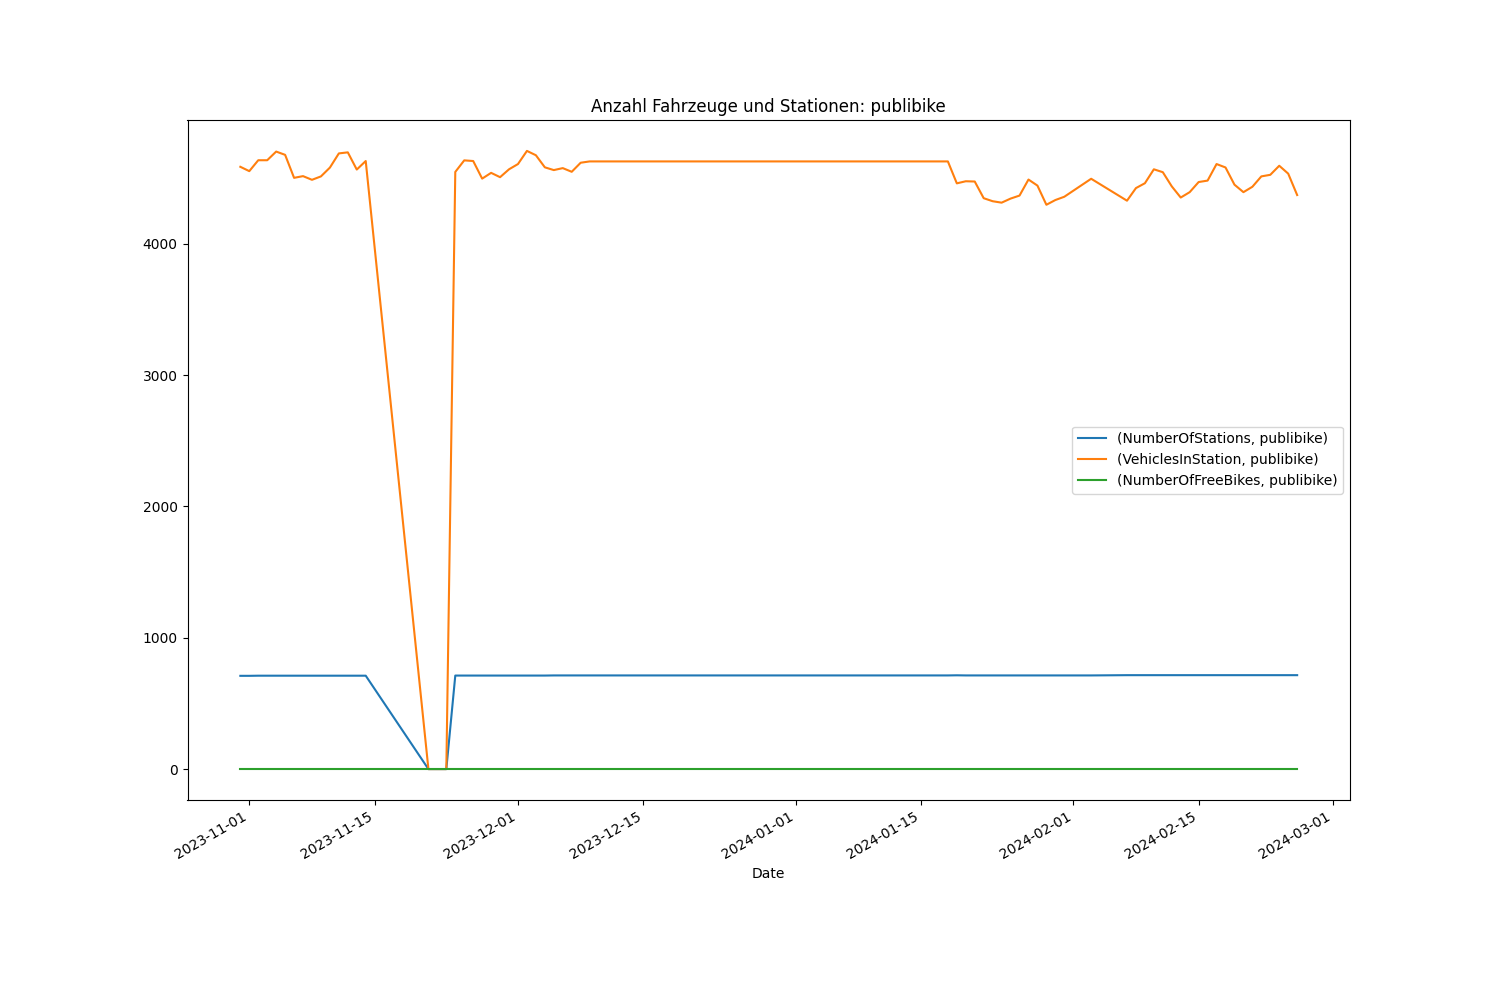 Anzahl Fahrzeuge und Stationen: publibike
4000
3000
2000
1000
0
(NumberOfStations, publibike)
(VehiclesInStation, publibike)
(NumberOfFreeBikes, publibike)
2023-11-01
2023-11-15
2023-12-01
2023-12-15
2024-01-01
2024-01-15
2024-02-01
2024-02-15
2024-03-01
Date